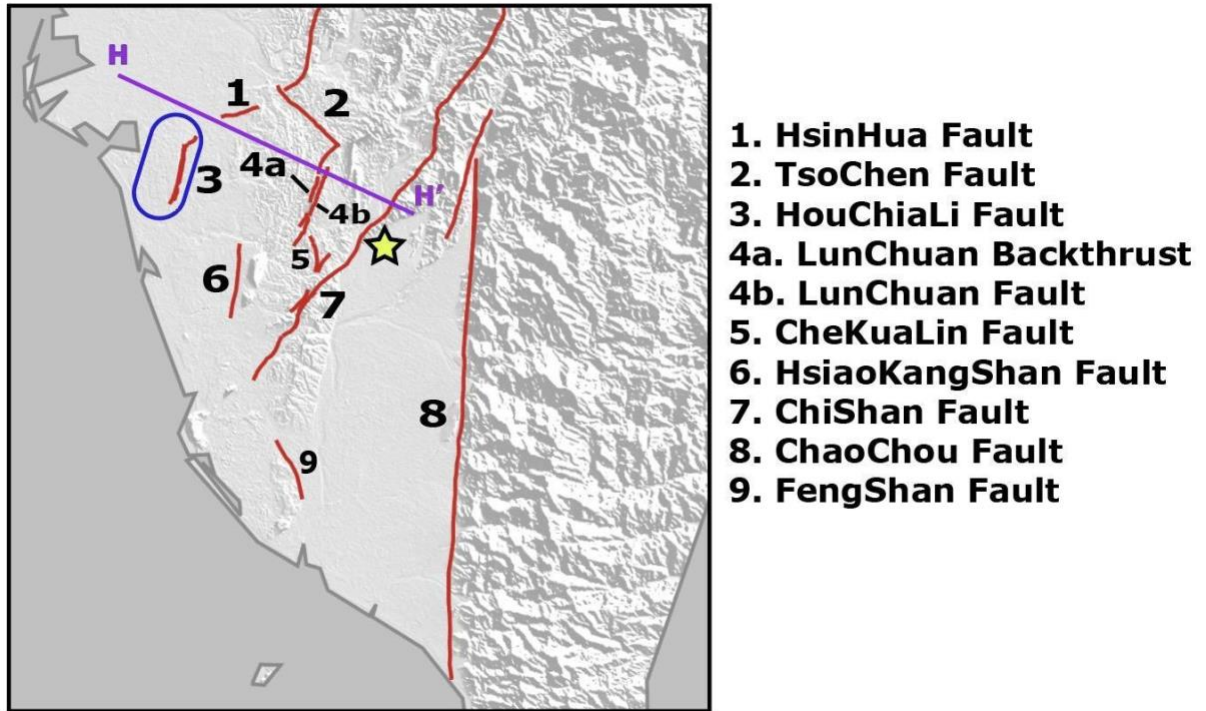 H
1
2
4a
3
H'
4b
5
6
7
8
9
1. HsinHua Fault
2. TsoChen Fault
3. HouChiaLi Fault
4a. LunChuan Backthrust
4b. LunChuan Fault
5. CheKuaLin Fault
6. HsiaoKangShan Fault
7. ChiShan Fault
8. ChaoChou Fault
9. FengShan Fault